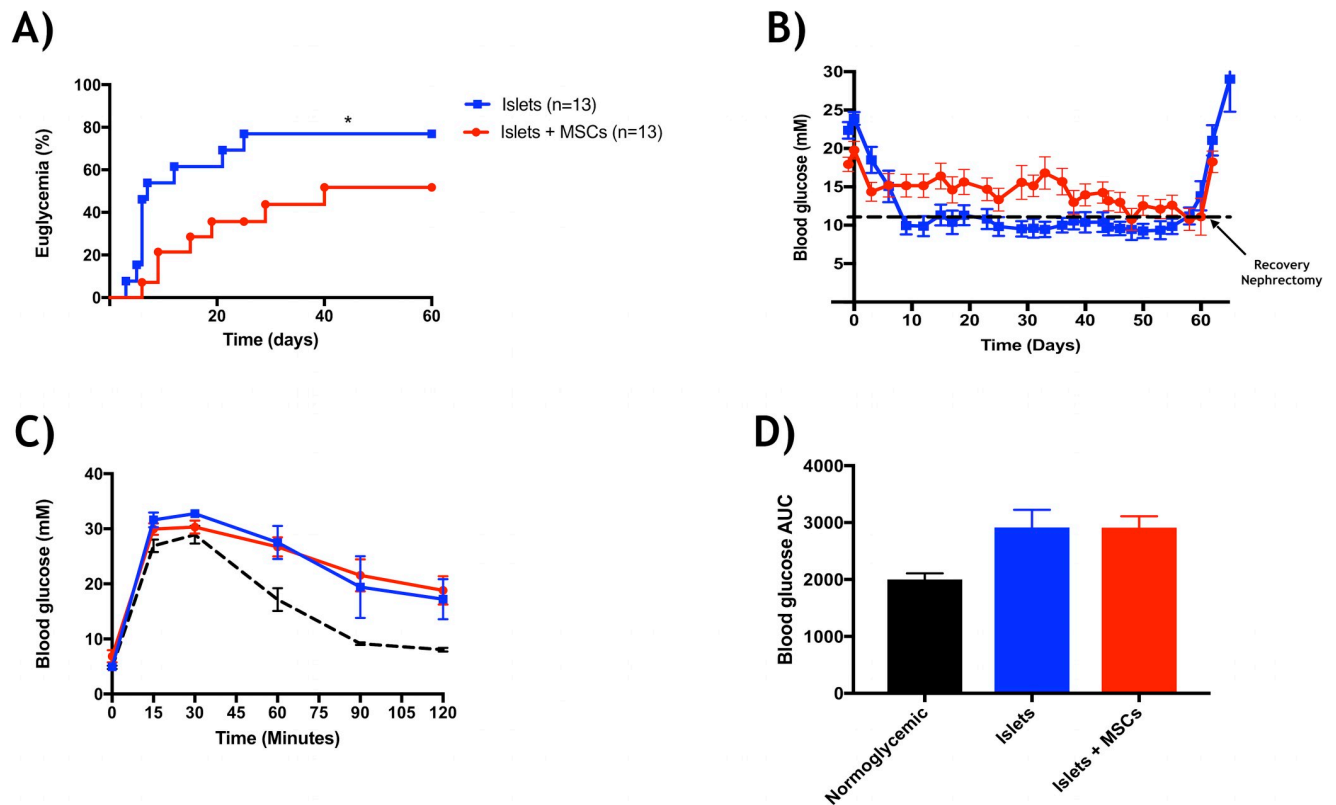 A)
Euglycemia (%)
100
80
60
40
20
0
*
20
40
60
Time (days)
Islets (n=13)
Islets + MSCs (n=13)
B)
Blood glucose (mM)
30
25
20
15
10
5
0
10
20
30
40
50
60
Time (Days)
Recovery
Nephrectomy
C)
Blood glucose (mM)
40
30
20
10
0
0
15
30
45
60
75
90
105
120
Time (Minutes)
D)
Blood glucose AUC
4000
3000
2000
1000
0
Normoglycemic
Islets
Islets + MSCs